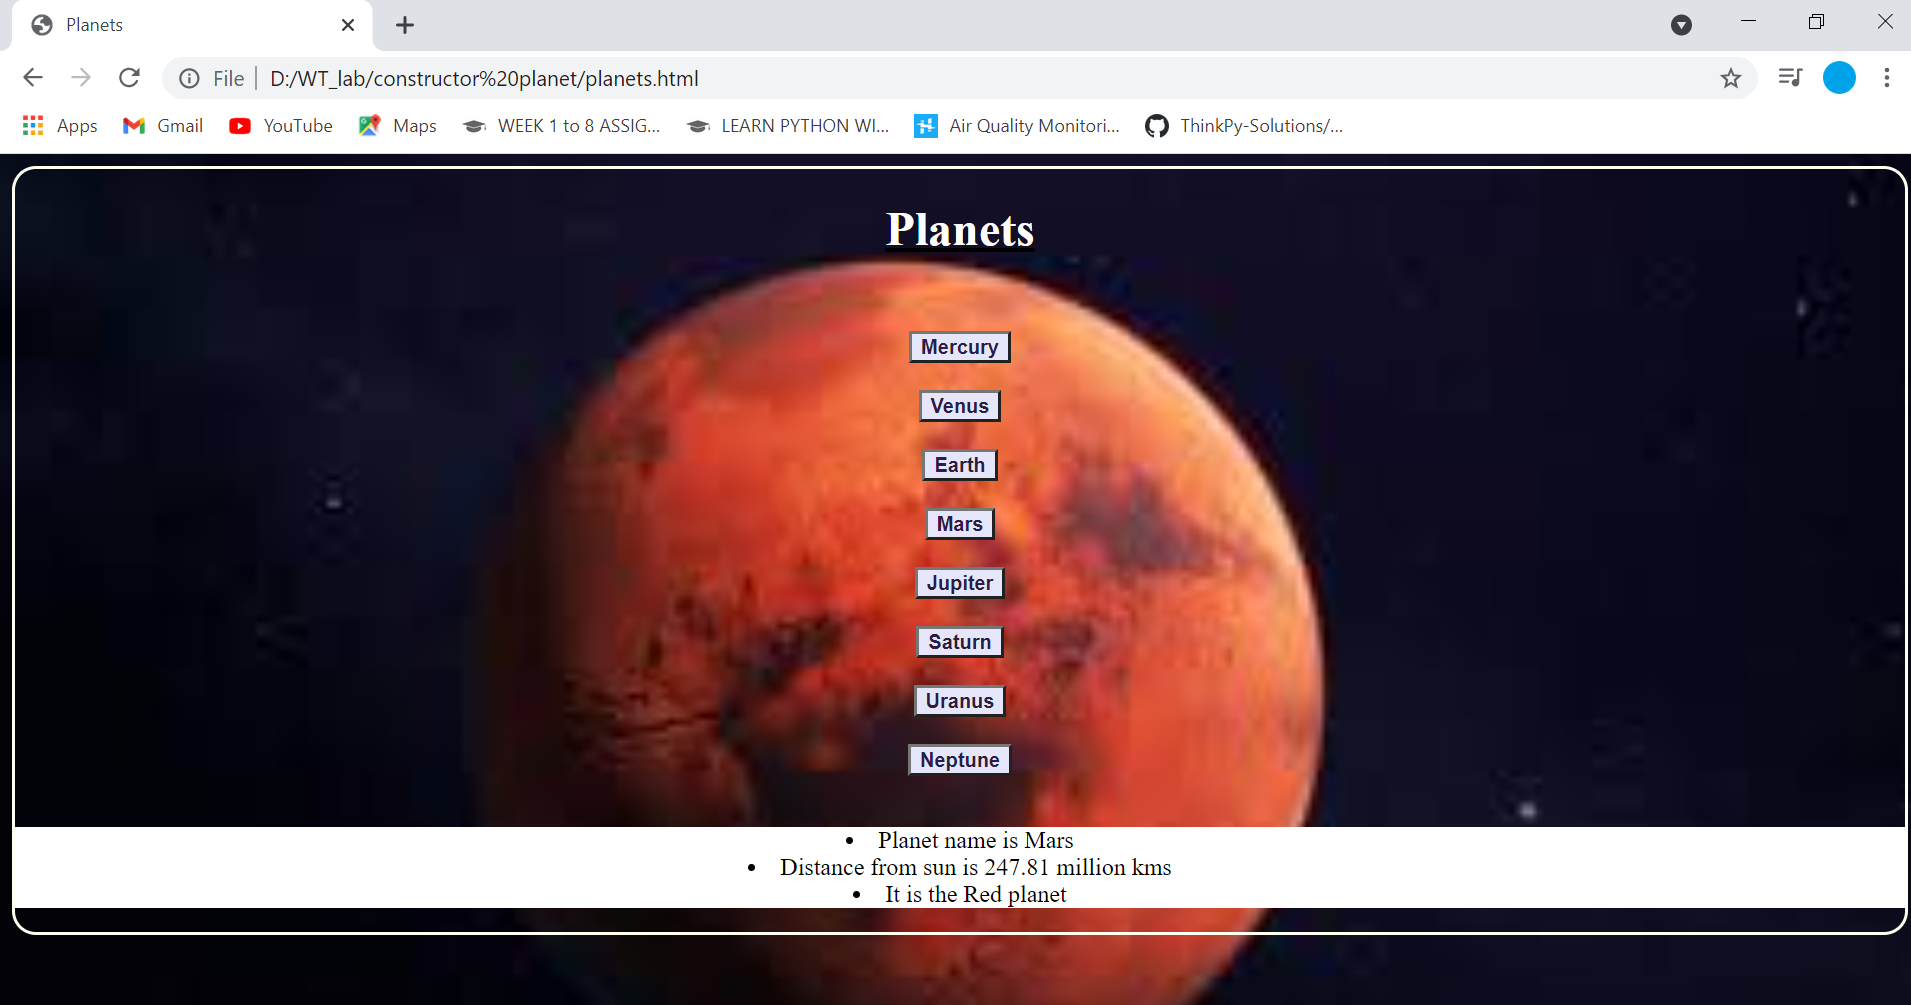 Planets
File
D:/WT_lab/constructor%20planet/planets.html
Apps
Gmail
YouTube
Maps
WEEK 1 to 8 ASSIG...
LEARN PYTHON WI...
Air Quality Monitori...
ThinkPy-Solutions/...
Planets
Mercury
Venus
Earth
Mars
Jupiter
Saturn
Uranus
Neptune
• Planet name is Mars
• Distance from sun is 247.81 million kms
• It is the Red planet